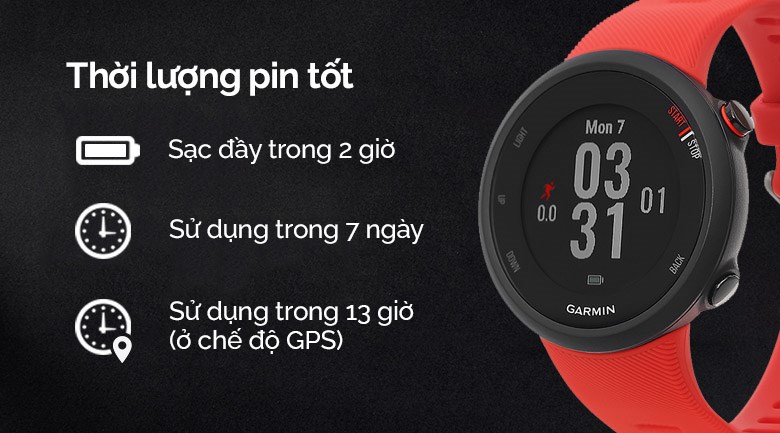 Thời lượng pin tốt
Sạc đầy trong 2 giờ
Sử dụng trong 7 ngày
Sử dụng trong 13 giờ
(ở chế độ GPS)
LIGHT
START
STOP
Mon 7
03
0.0
31
01
BACK
GARMIN